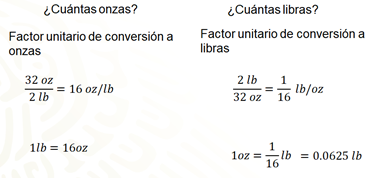 ¿Cuántas onzas?
Factor unitario de conversión a
onzas
32 oz / 2 lb = 16 oz/lb
1lb = 16oz
¿Cuántas libras?
Factor unitario de conversión a
libras
2 lb / 32 oz = 1/16 lb/oz
1oz = 1/16 lb = 0.0625 lb